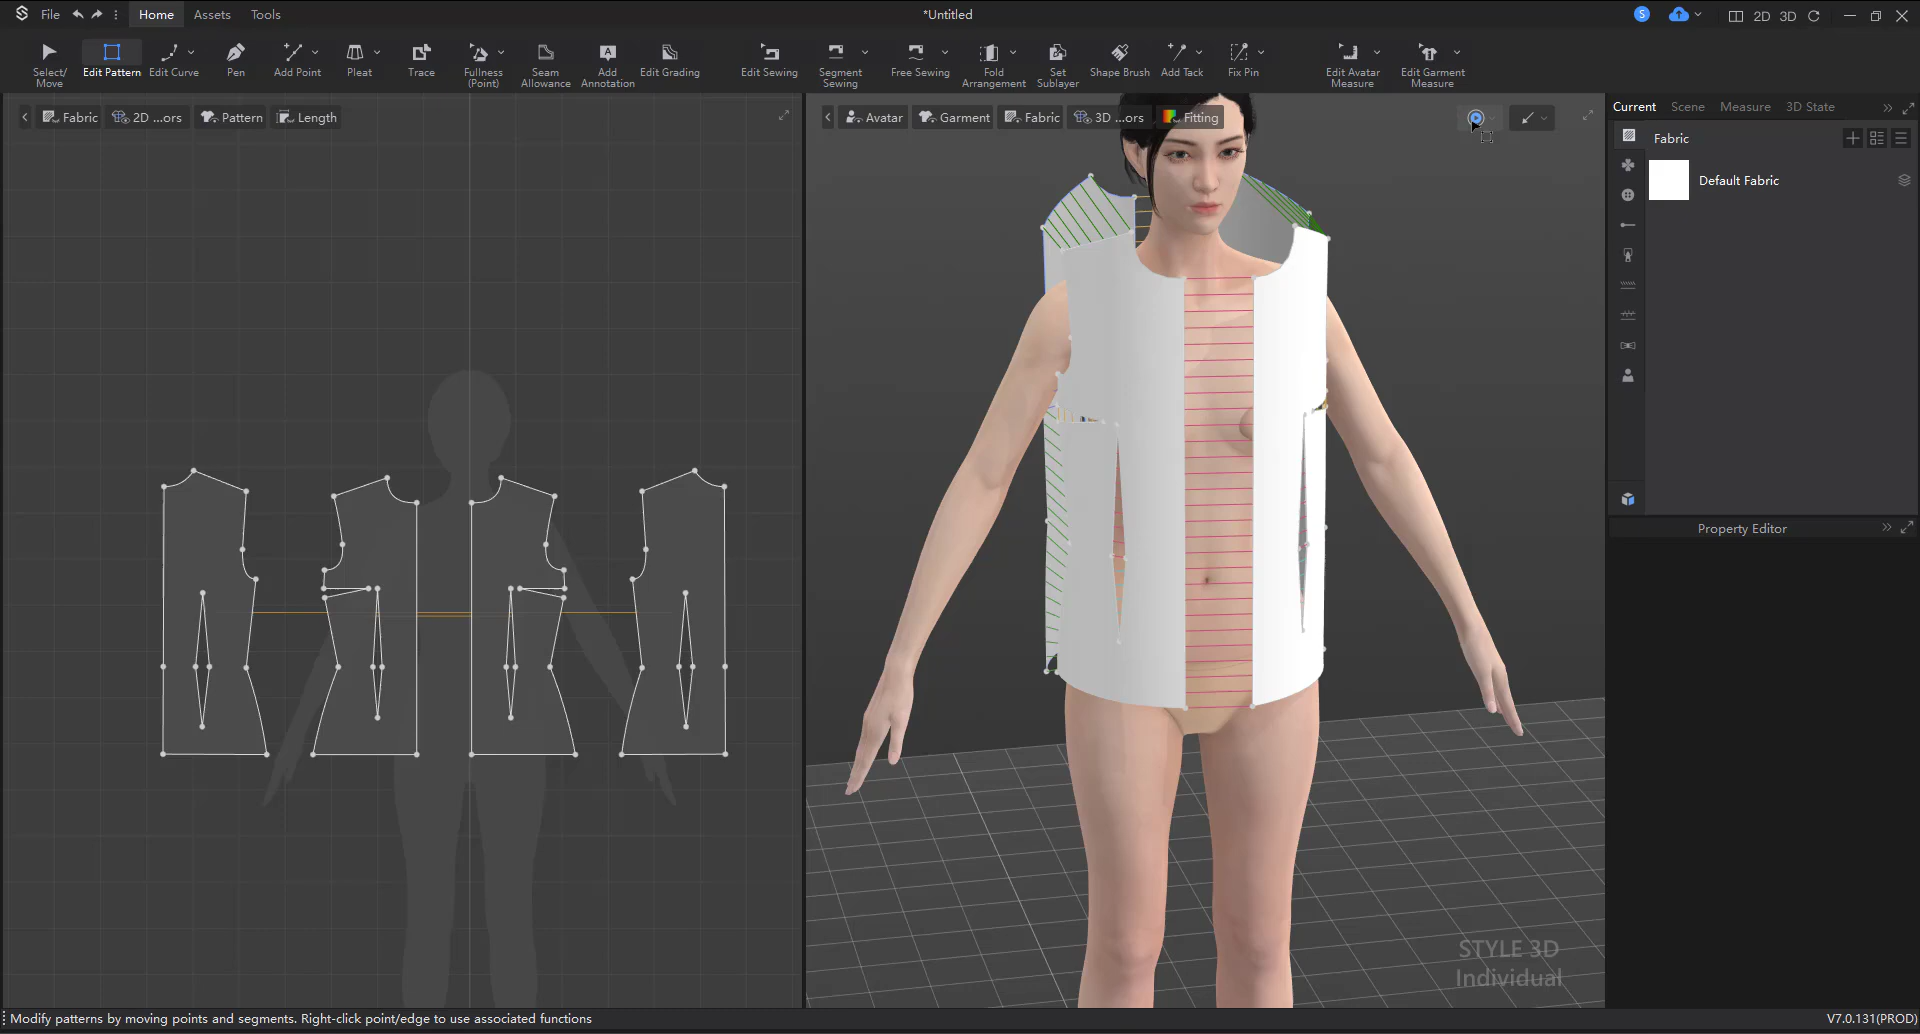 File
Home
Assets
Tools
*Untitled
S
2D
3D
Select/
Move
Edit Pattern
Edit Curve
Pen
Add Point
Pleat
Trace
Fullness
(Point)
Seam
Allowance
Add
Annotation
Edit Grading
Edit Sewing
Segment
Sewing
Free Sewing
Fold
Arrangement
Set
Sublayer
Shape Brush
Add Tack
Fix Pin
Edit Avatar
Measure
Edit Garment
Measure
Fabric
2D ...ors
Pattern
Length
Avatar
Garment
Fabric
3D ...ors
Fitting
Current
Scene
Measure
3D State
Fabric
Default Fabric
Property Editor
STYLE 3D
Individual
Modify patterns by moving points and segments. Right-click point/edge to use associated functions
V7.0.131(PROD)